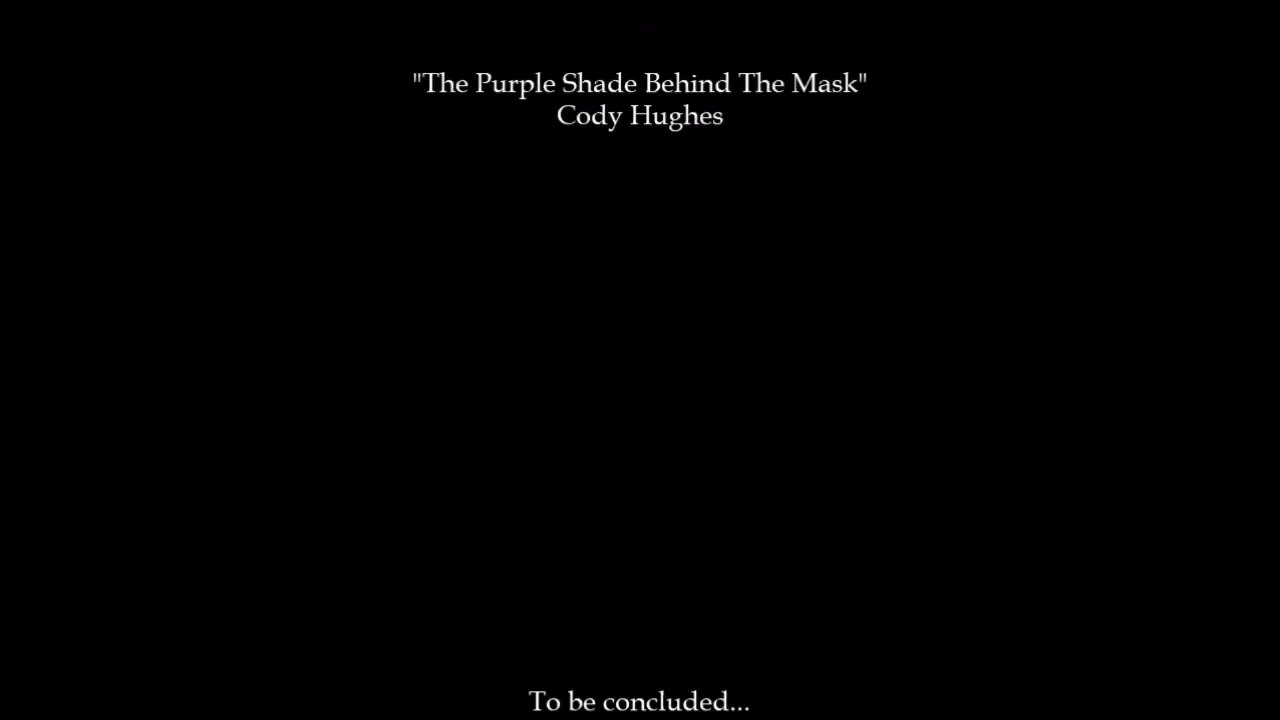 "The Purple Shade Behind The Mask"
Cody Hughes
To be concluded...